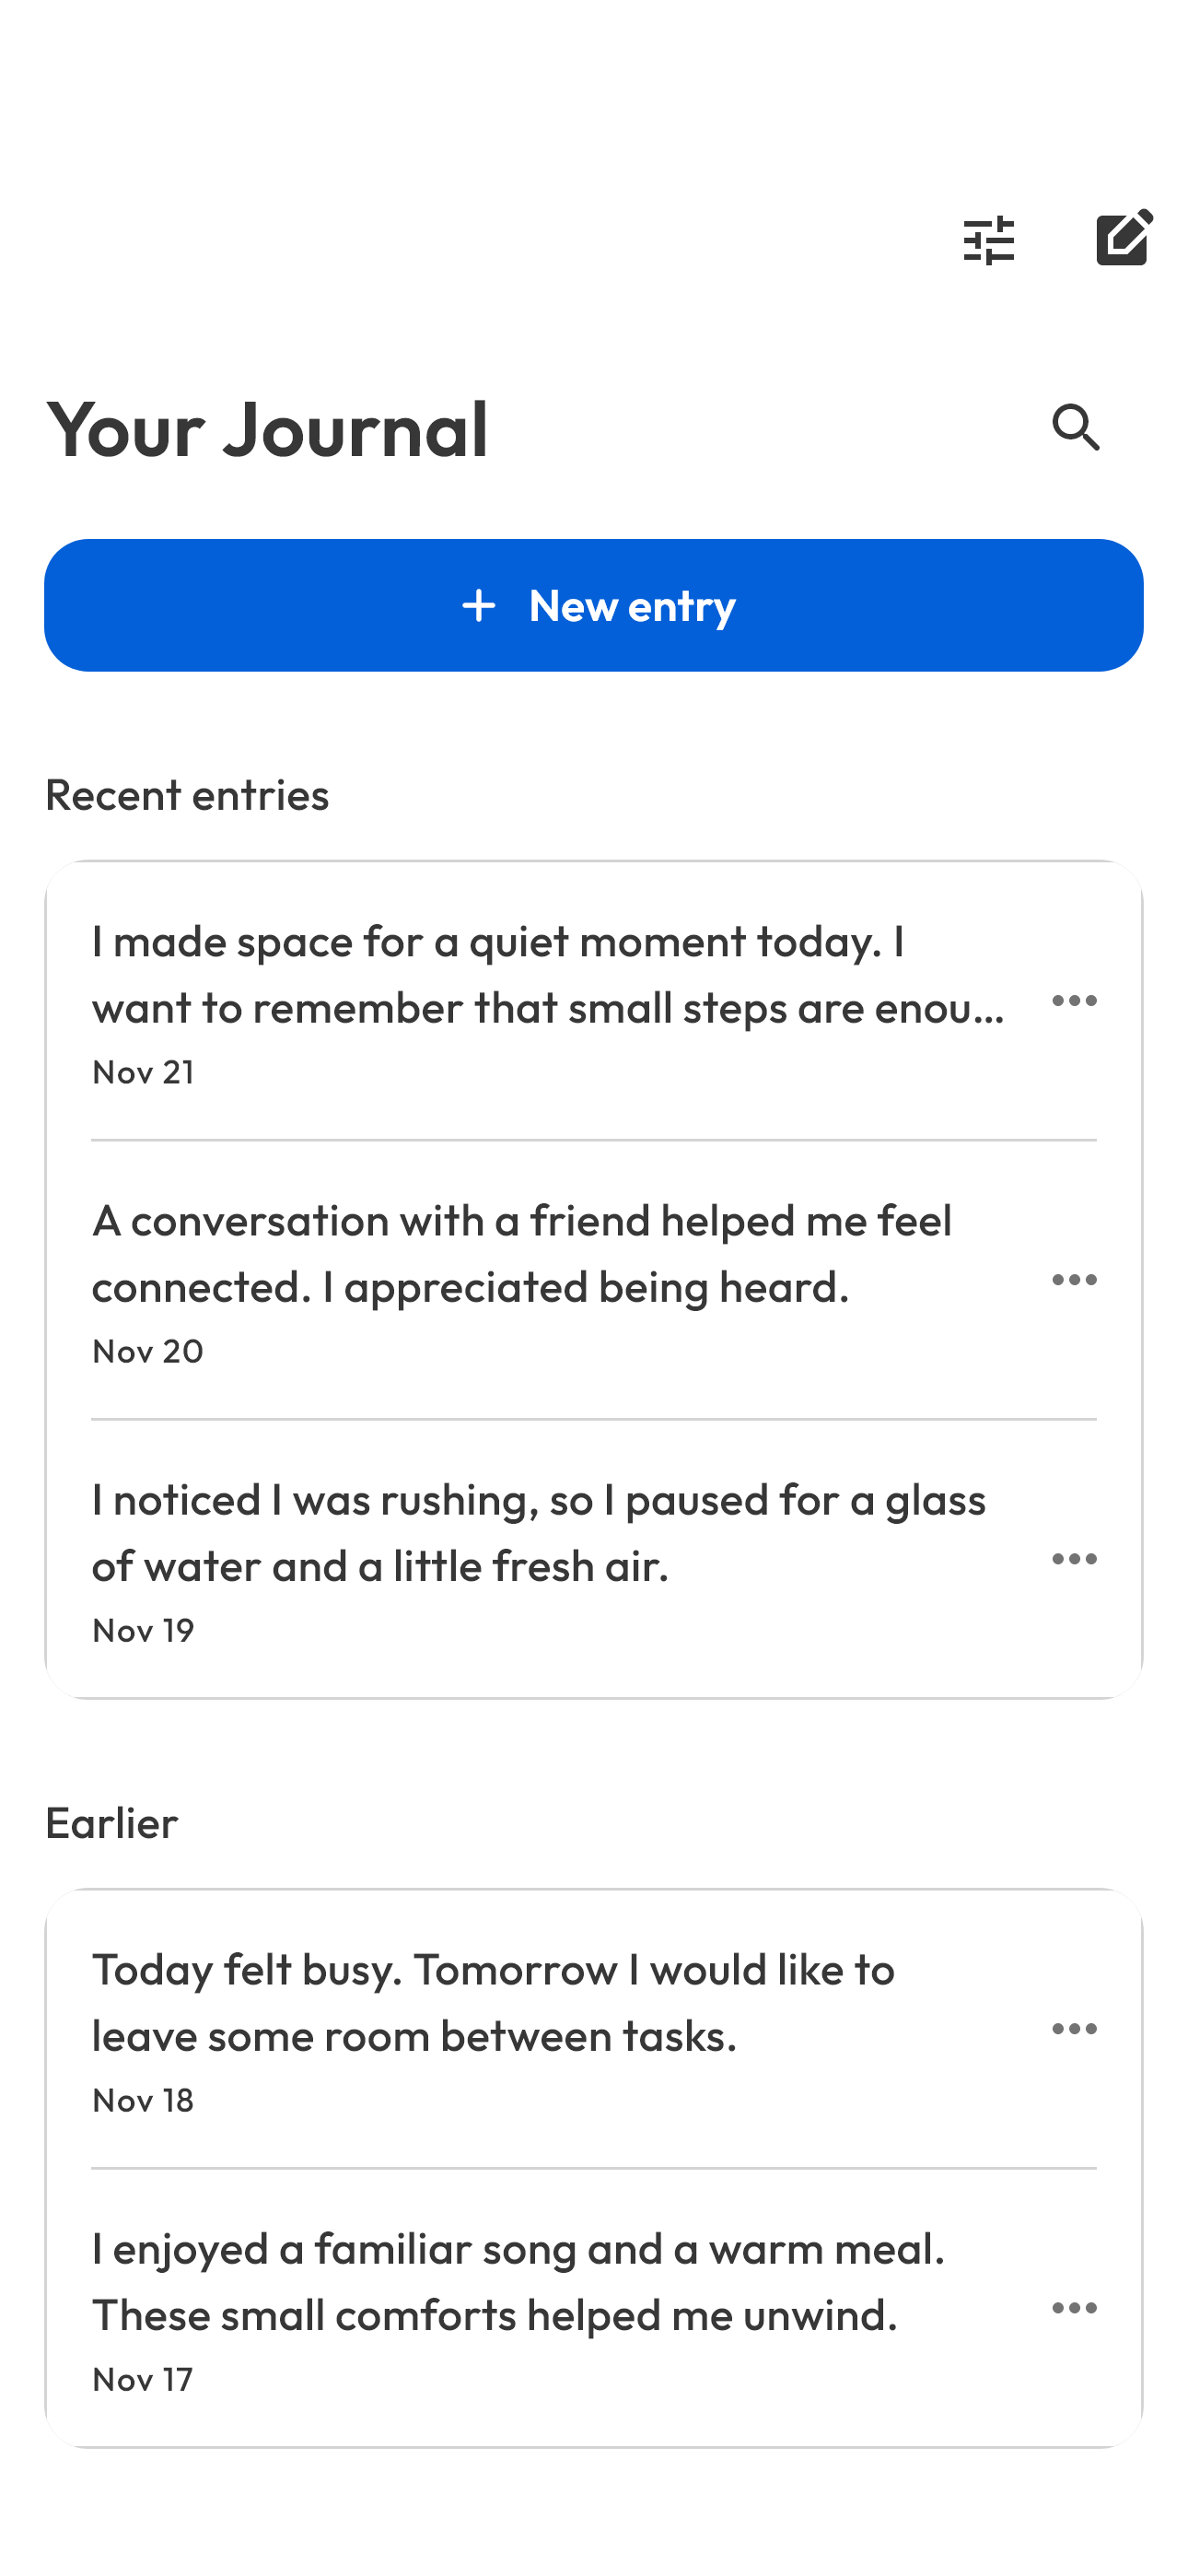 Your Journal
+ New entry
Recent entries
I made space for a quiet moment today. I
want to remember that small steps are enou...
Nov 21
A conversation with a friend helped me feel
connected. I appreciated being heard.
Nov 20
I noticed I was rushing, so I paused for a glass
of water and a little fresh air.
Nov 19
Earlier
Today felt busy. Tomorrow I would like to
leave some room between tasks.
Nov 18
I enjoyed a familiar song and a warm meal.
These small comforts helped me unwind.
Nov 17